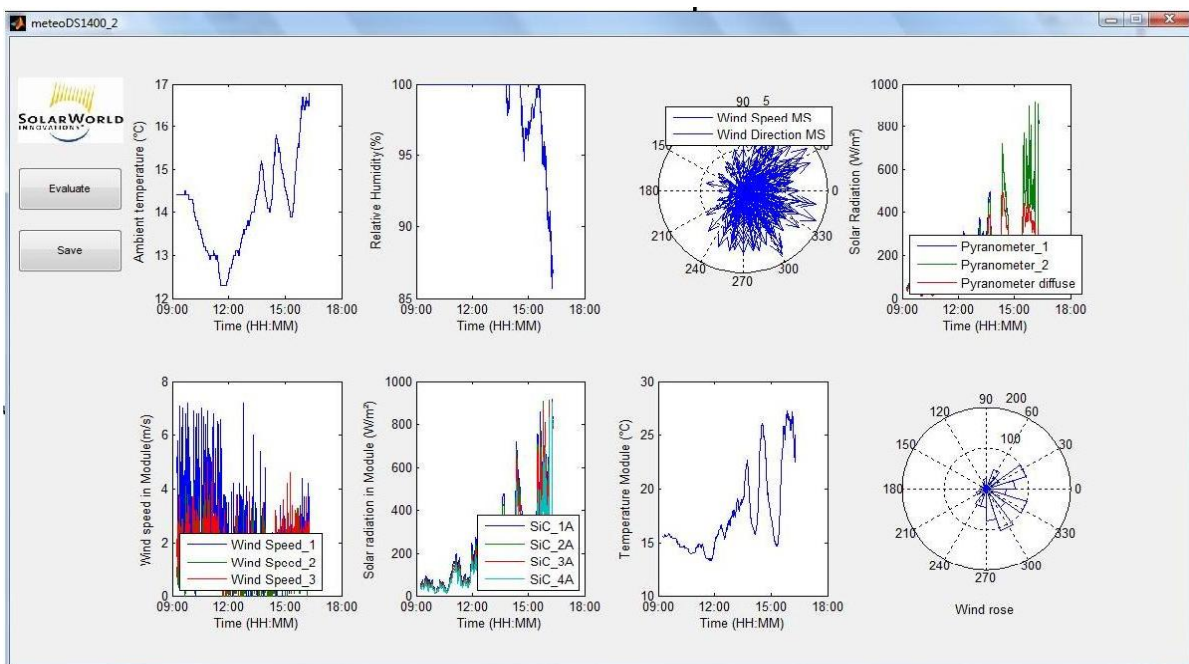 meteoDS1400_2
SOLARWORLD
INNOVATIONS
Evaluate
Save
17
16
15
14
13
12
Ambient temperature (°C)
09:00 12:00 15:00 18:00
Time (HH:MM)
100
95
90
85
Relative Humidity(%)
09:00 12:00 15:00 18:00
Time (HH:MM)
90 5
Wind Speed MS
Wind Direction MS
180
0
210
330
240
300
270
1000
800
600
400
200
0
Solar Radiation (W/m²)
Pyranometer_1
Pyranometer_2
Pyranometer diffuse
09:00 12:00 15:00 18:00
Time (HH:MM)
8
6
4
2
0
Wind speed in Module(m/s)
Wind Speed_1
Wind Speed_2
Wind Speed_3
09:00 12:00 15:00 18:00
Time (HH:MM)
1000
800
600
400
200
0
Solar radiation in Module (W/m²)
SiC_1A
SiC_2A
SiC_3A
SiC_4A
09:00 12:00 15:00 18:00
Time (HH:MM)
30
25
20
15
10
Temperature Module (°C)
09:00 12:00 15:00 18:00
Time (HH:MM)
90 200
120 60
100
150 30
180 0
210 330
240 300
270
Wind rose